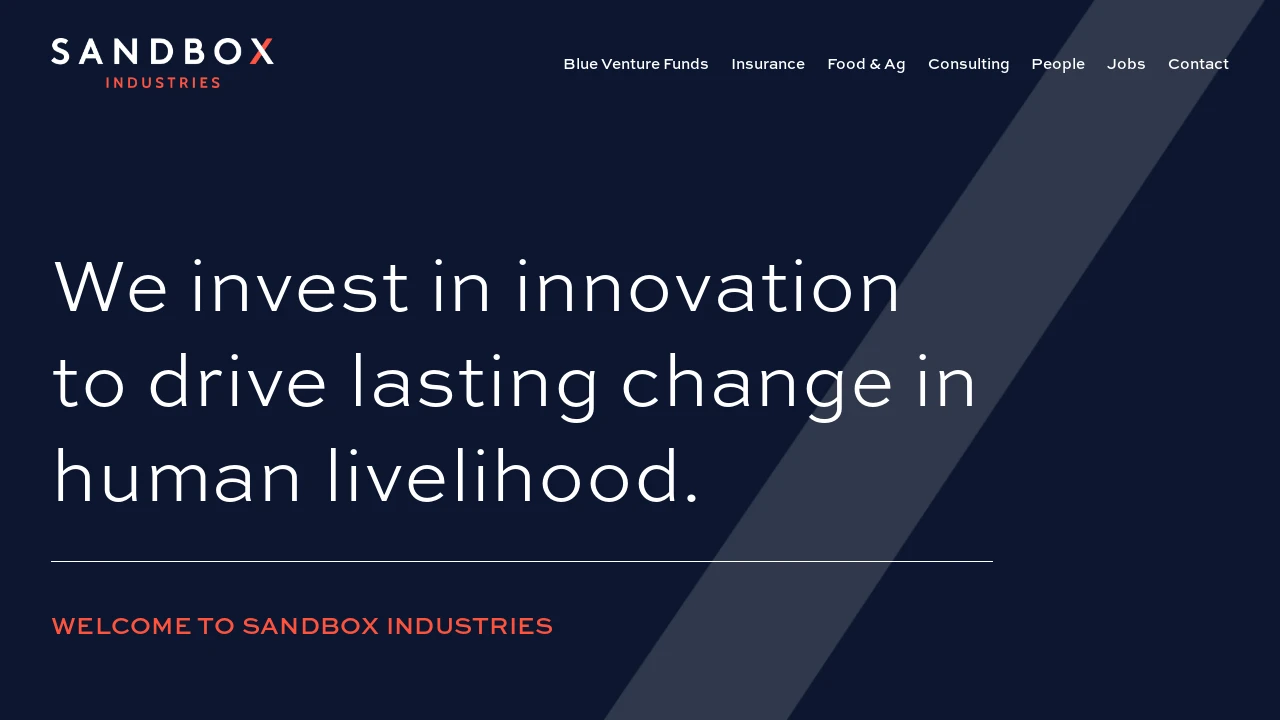 SANDBOX
INDUSTRIES
Blue Venture Funds Insurance Food & Ag Consulting People Jobs Contact
We invest in innovation
to drive lasting change in
human livelihood.
WELCOME TO SANDBOX INDUSTRIES